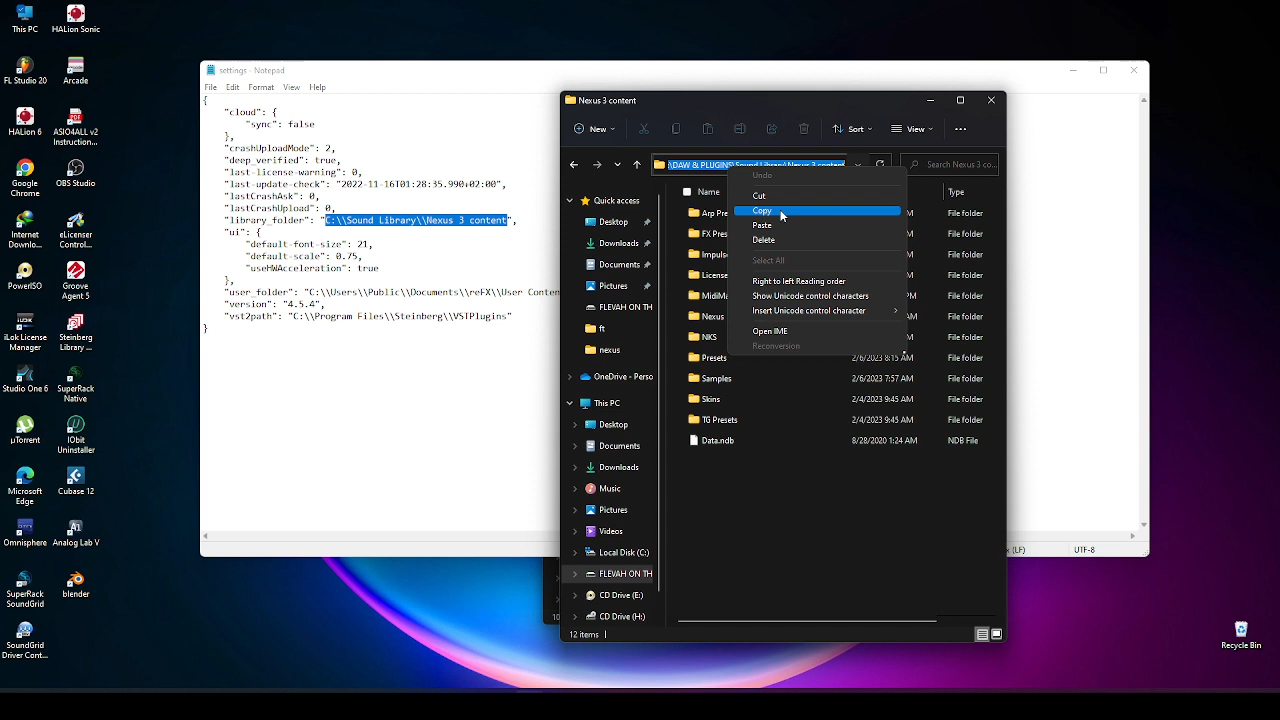 This PC
HALion Sonic
FL Studio 20
Arcade
HALion 6
ASIO4ALL v2
Instruction...
Google
Chrome
OBS Studio
Internet
Downlo...
License
Control...
PowerISO
Groove
Agent 5
iLok License
Manager
Steinberg
Library ...
Studio One 6
SuperRack
Native
µTorrent
IObit
Uninstaller
Microsoft
Edge
Cubase 12
Omnisphere
Analog Lab V
SuperRack
SoundGrid
blender
SoundGrid
Driver Cont...
settings - Notepad
File Edit Format View Help
{
"cloud": {
"sync": false
},
"crashUploadMode": 2,
"deep_verified": true,
"last-license-warning": 0,
"last-update-check": "2022-11-16T01:28:35.990+02:00",
"lastCrashAsk": 0,
"lastCrashUpload": 0,
"library_folder": "C:\\Sound Library\\Nexus 3 content",
"ui": {
"default-font-size": 21,
"default-scale": 0.75,
"useHWAcceleration": true
},
"user_folder": "C:\\Users\\Public\\Documents\\reFX\\User Conten
"version": "4.5.4",
"vst2path": "C:\\Program Files\\Steinberg\\VSTPlugins"
}
(LF)
UTF-8
Nexus 3 content
New
Sort
View
:\DAW & PLUGINS\Sound Library\Nexus 3 content
Search Nexus 3 co...
Quick access
Desktop
Downloads
Documents
Pictures
FLEVAH ON TH
ft
nexus
OneDrive - Perso
This PC
Desktop
Documents
Downloads
Music
Pictures
Videos
Local Disk (C:)
FLEVAH ON TH
CD Drive (E:)
CD Drive (H:)
Name
Type
Arp Pre
File folder
FX Pres
File folder
Impulse
File folder
License
File folder
MidiMa
File folder
Nexus
File folder
NKS
File folder
Presets
2/6/2023 8:15 AM
File folder
Samples
2/6/2023 7:57 AM
File folder
Skins
2/4/2023 9:45 AM
File folder
TG Presets
2/4/2023 9:45 AM
File folder
Data.ndb
8/28/2020 1:24 AM
NDB File
Undo
Cut
Copy
Paste
Delete
Select All
Right to left Reading order
Show Unicode control characters
Insert Unicode control character
Open IME
Reconversion
12 items
Recycle Bin